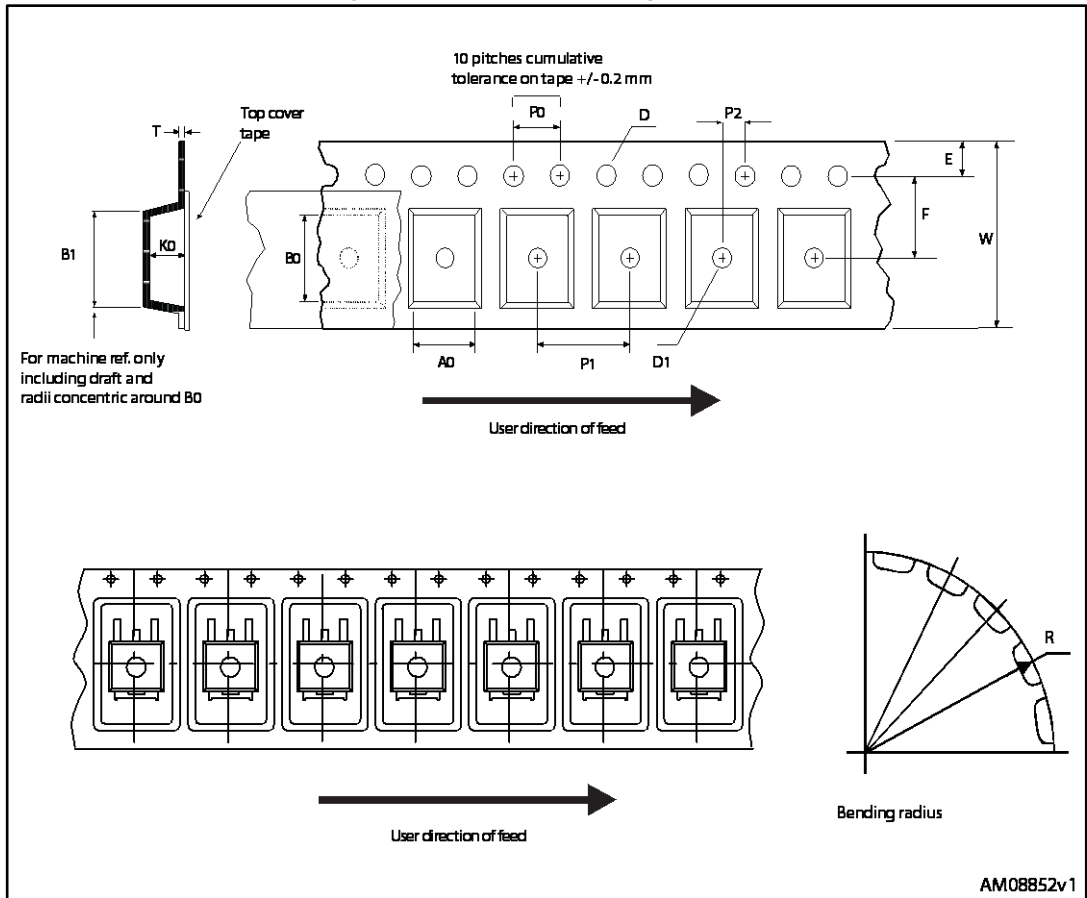 10 pitches cumulative
tolerance on tape +/- 0.2 mm
Top cover
tape
T
P0
D
P2
E
F
W
B1
K0
B0
For machine ref. only
including draft and
radii concentric around B0
A0
P1
D1
User direction of feed
R
Bending radius
User direction of feed
AM08852v1